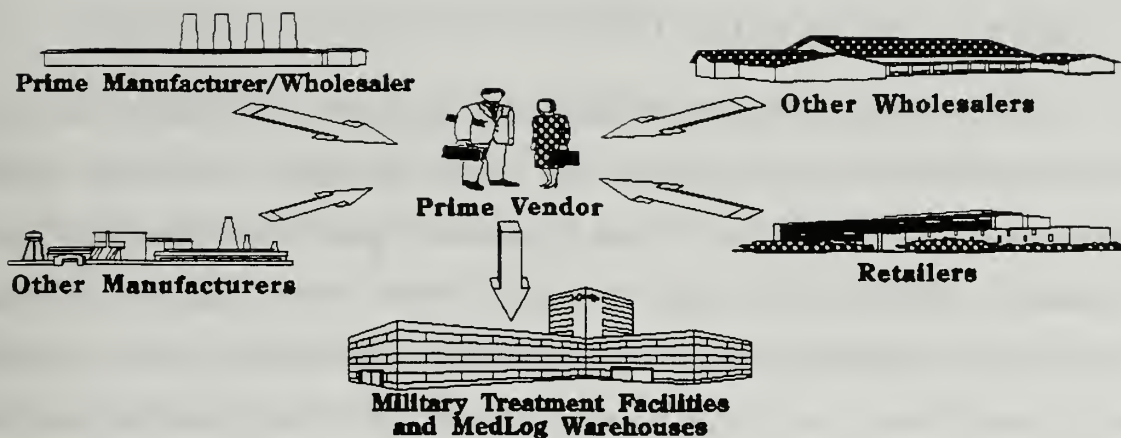 Prime Manufacturer/Wholesaler
Other Wholesalers
Prime Vendor
Other Manufacturers
Retailers
Military Treatment Facilities
and MedLog Warehouses